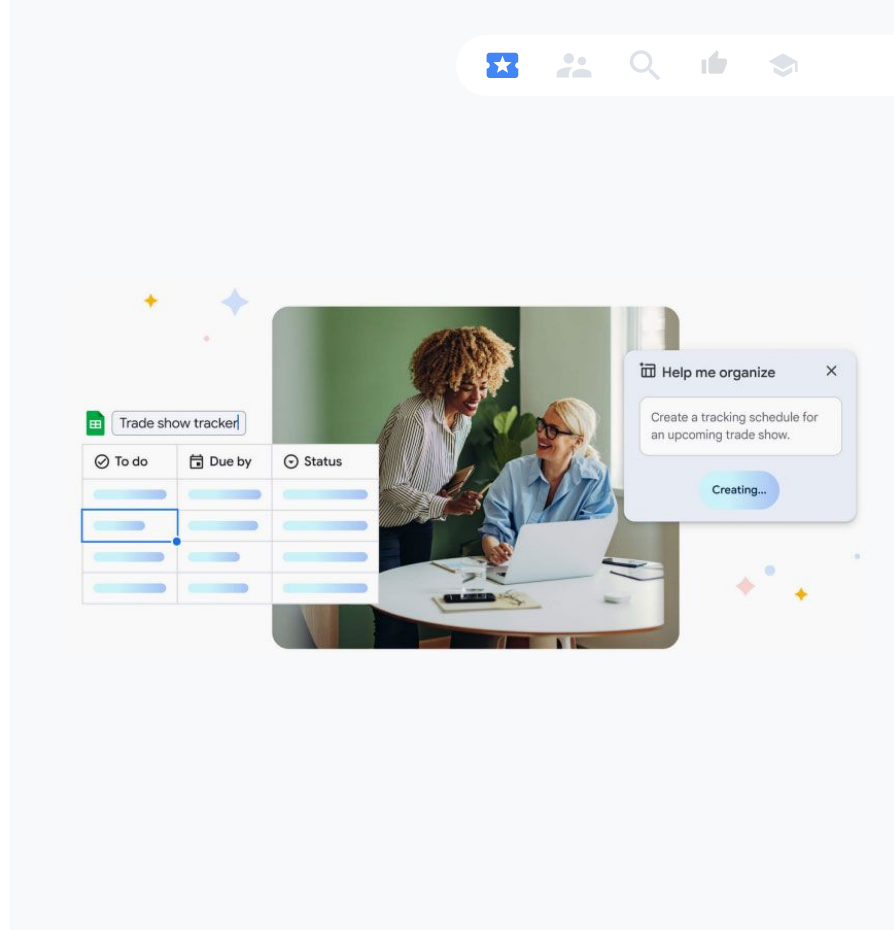 Trade show tracker
To do
Due by
Status
Help me organize
Create a tracking schedule for
an upcoming trade show.
Creating...